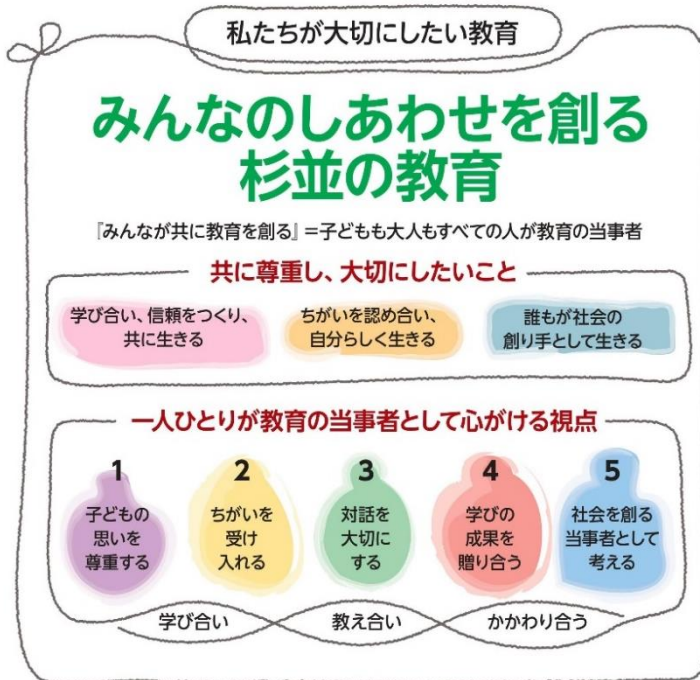 私たちが大切にしたい教育
みんなのしあわせを創る
杉並の教育
『みんなが共に教育を創る』＝子どもも大人もすべての人が教育の当事者
共に尊重し、大切にしたいこと
学び合い、信頼をつくり、
共に生きる
ちがいを認め合い、
自分らしく生きる
誰もが社会の
創り手として生きる
一人ひとりが教育の当事者として心がける視点
1
子どもの
思いを
尊重する
2
ちがいを
受け
入れる
3
対話を
大切に
する
4
学びの
成果を
贈り合う
5
社会を創る
当事者として
考える
学び合い
教え合い
かかわり合う